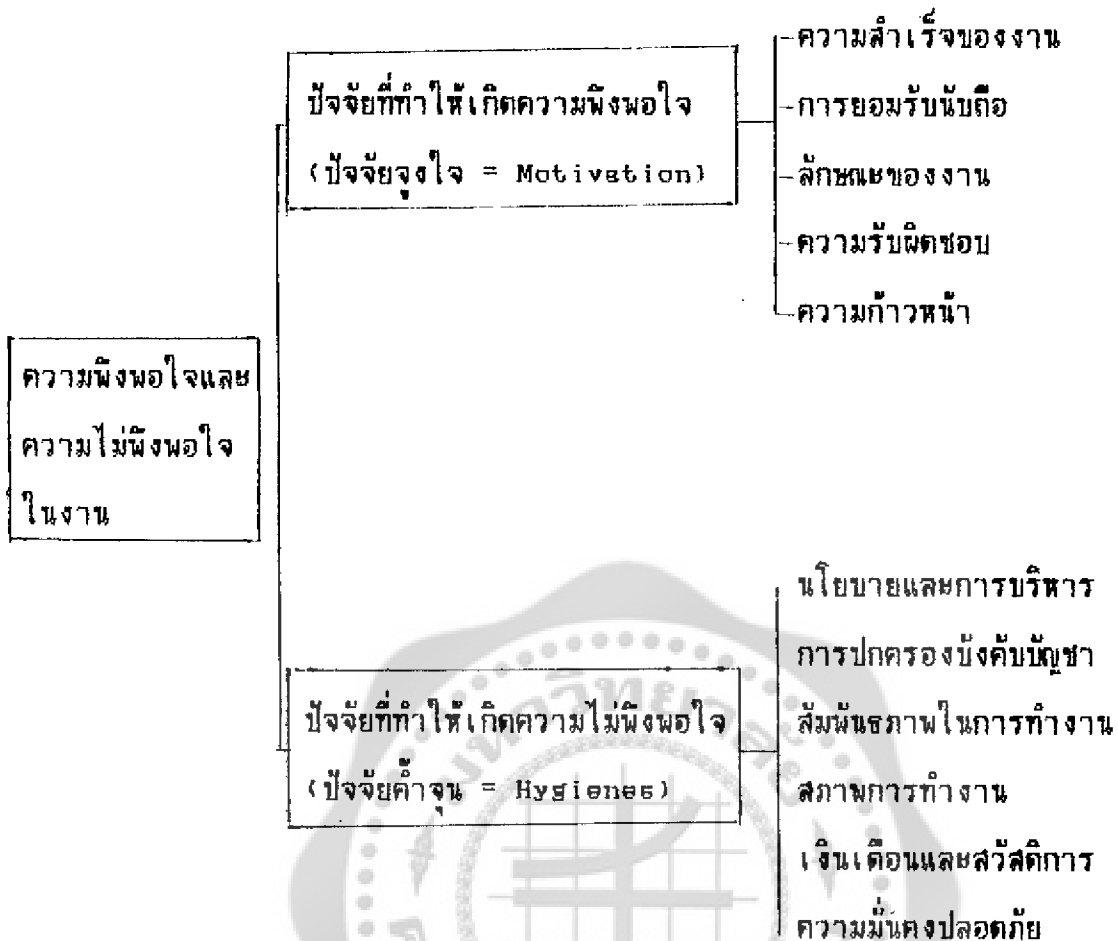 ความพึงพอใจและ
ความไม่พึงพอใจ
ในงาน
ปัจจัยที่ทำให้เกิดความพึงพอใจ
(ปัจจัยจูงใจ = Motivation)
-ความสำเร็จของงาน
-การยอมรับนับถือ
-ลักษณะของงาน
-ความรับผิดชอบ
-ความก้าวหน้า
ปัจจัยที่ทำให้เกิดความไม่พึงพอใจ
(ปัจจัยค้ำจุน = Hygienes)
นโยบายและการบริหาร
การปกครองบังคับบัญชา
สัมพันธภาพในการทำงาน
สภาพการทำงาน
เงินเดือนและสวัสดิการ
ความมั่นคงปลอดภัย